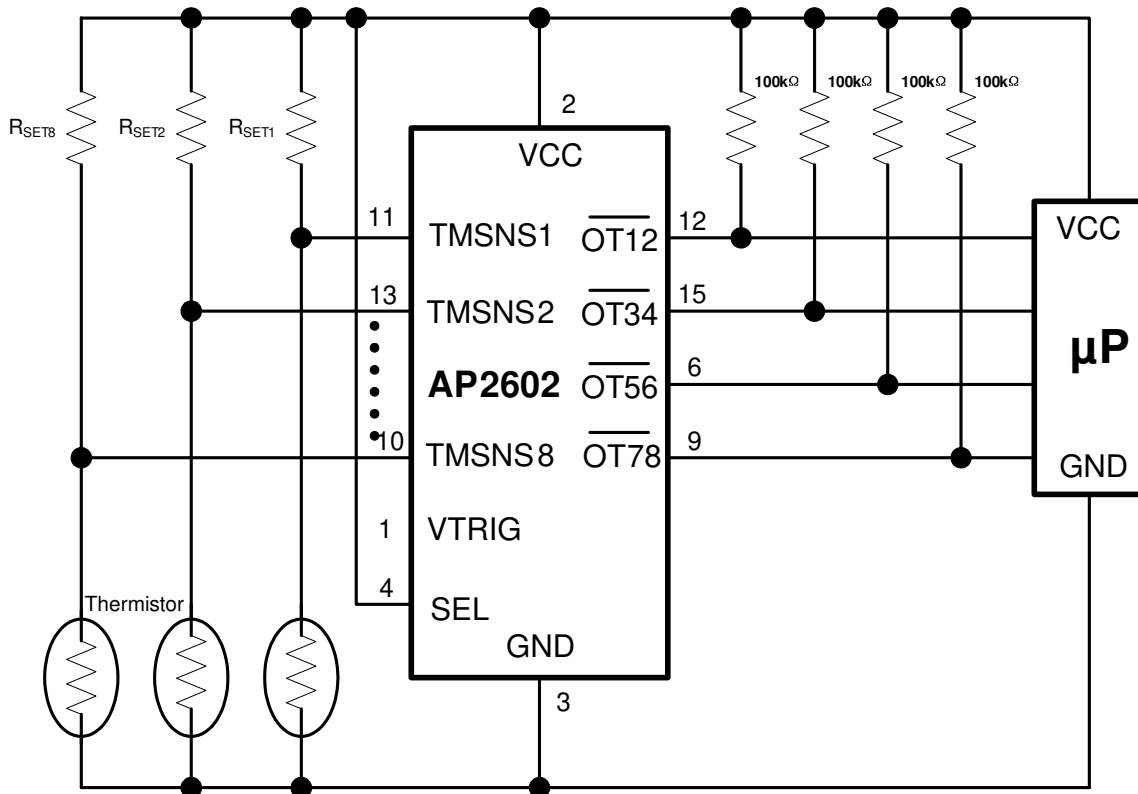 100kΩ 100kΩ 100kΩ 100kΩ
RSET8 RSET2 RSET1
2
VCC
11 TMSNS1 OT12 12
VCC
13 TMSNS2 OT34 15
µP
AP2602 OT56 6
10 TMSNS8 OT78 9
GND
1 VTRIG
4 SEL
Thermistor
GND
3